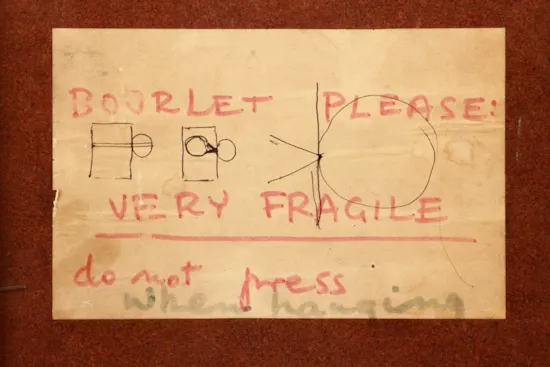 BOORLET PLEASE:
VERY FRAGILE
do not press
when hanging